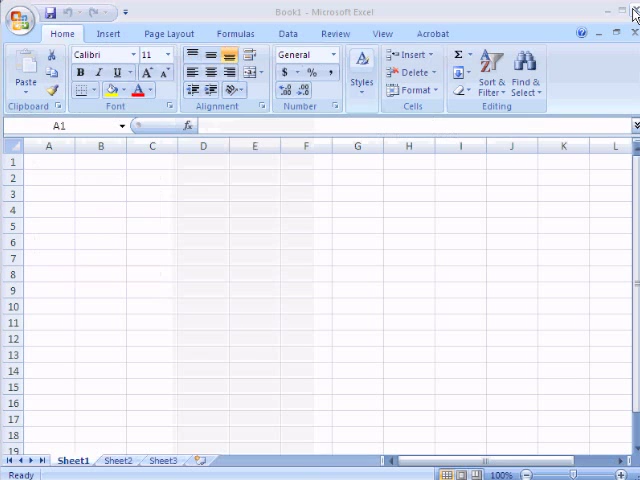 Book1 - Microsoft Excel
Home Insert Page Layout Formulas Data Review View Acrobat
Calibri 11 General Insert Σ
Paste B I U A A $ % , Styles Delete Sort & Filter Find & Select
A Format
Clipboard Font Alignment Number Cells Editing
A1 fx
A B C D E F G H I J K L
1
2
3
4
5
6
7
8
9
10
11
12
13
14
15
16
17
18
19
Sheet1 Sheet2 Sheet3
Ready 100%